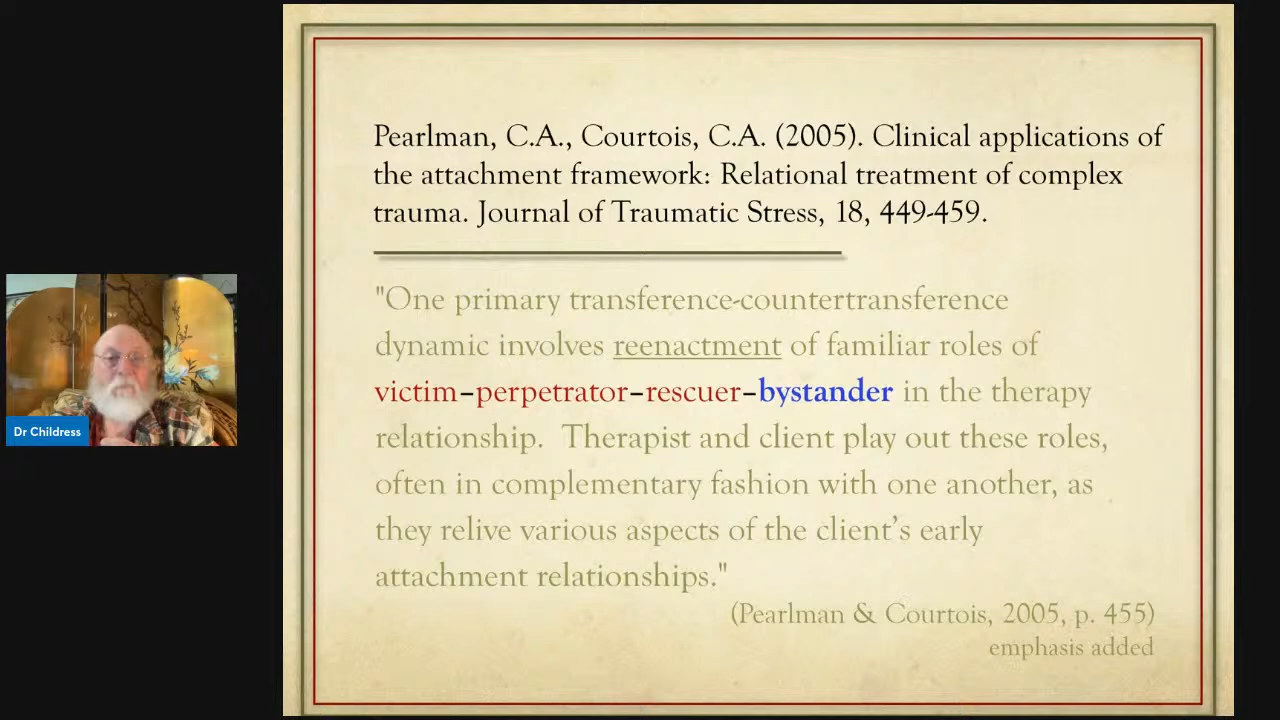 Pearlman, C.A., Courtois, C.A. (2005). Clinical applications of
the attachment framework: Relational treatment of complex
trauma. Journal of Traumatic Stress, 18, 449-459.
"One primary transference-countertransference
dynamic involves reenactment of familiar roles of
victim–perpetrator–rescuer–bystander in the therapy
relationship.  Therapist and client play out these roles,
often in complementary fashion with one another, as
they relive various aspects of the client’s early
attachment relationships."
(Pearlman & Courtois, 2005, p. 455)
emphasis added
Dr Childress